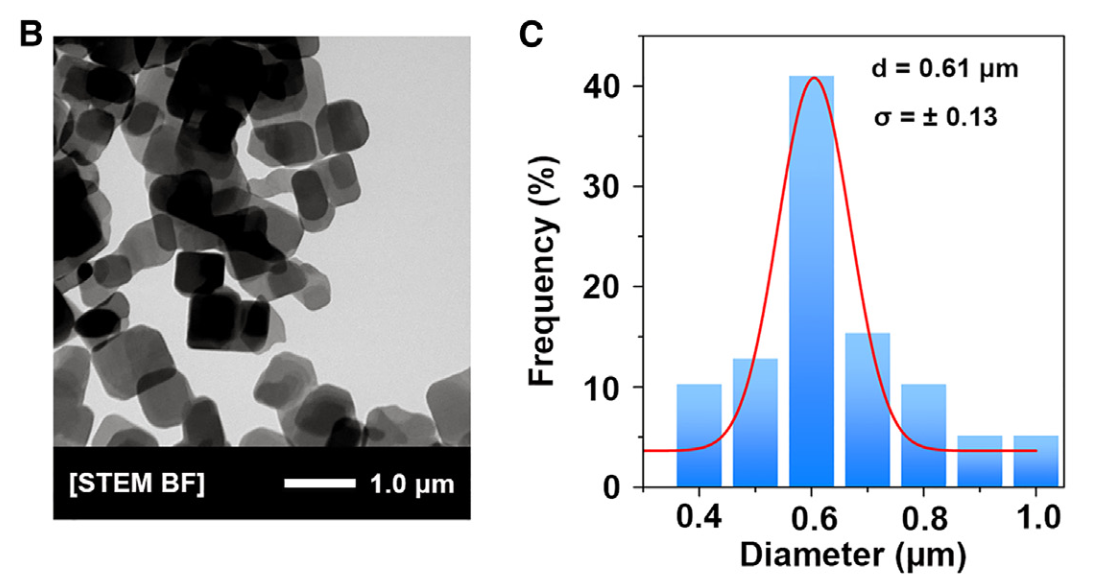 B
[STEM BF] 1.0 μm
C
d = 0.61 μm
σ = ± 0.13
Frequency (%)
40
30
20
10
0
0.4 0.6 0.8 1.0
Diameter (μm)